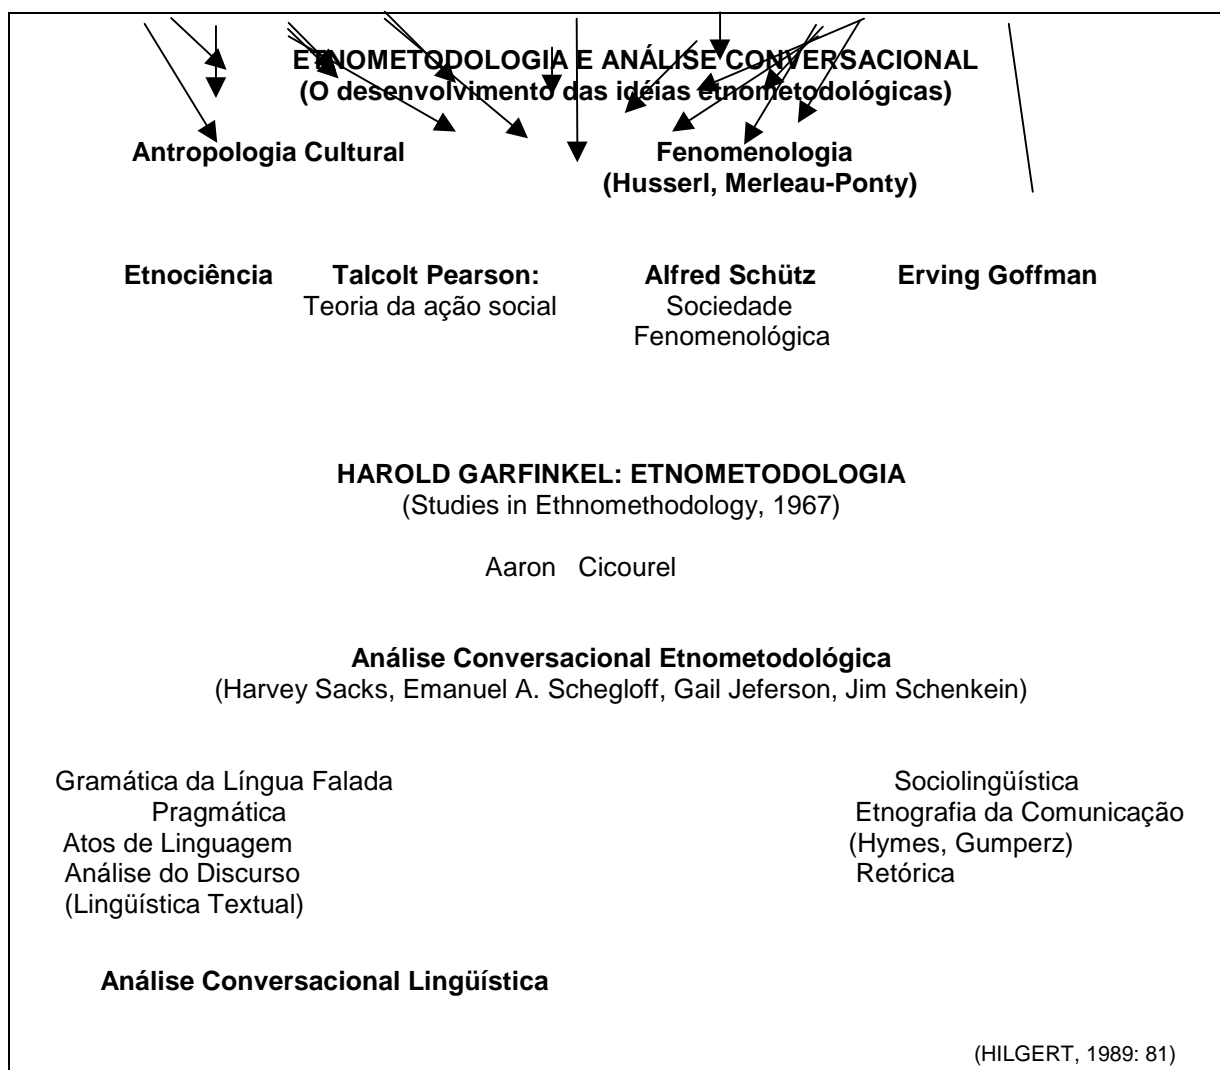 ETNOMETODOLOGIA E ANÁLISE CONVERSACIONAL
(O desenvolvimento das idéias etnometodológicas)
Antropologia Cultural Fenomenologia
(Husserl, Merleau-Ponty)
Etnociência Talcolt Pearson: Alfred Schütz Erving Goffman
Teoria da ação social Sociedade
Fenomenológica
HAROLD GARFINKEL: ETNOMETODOLOGIA
(Studies in Ethnomethodology, 1967)
Aaron Cicourel
Análise Conversacional Etnometodológica
(Harvey Sacks, Emanuel A. Schegloff, Gail Jeferson, Jim Schenkein)
Gramática da Língua Falada Sociolingüística
Pragmática Etnografia da Comunicação
Atos de Linguagem (Hymes, Gumperz)
Análise do Discurso Retórica
(Lingüística Textual)
Análise Conversacional Lingüística
(HILGERT, 1989: 81)